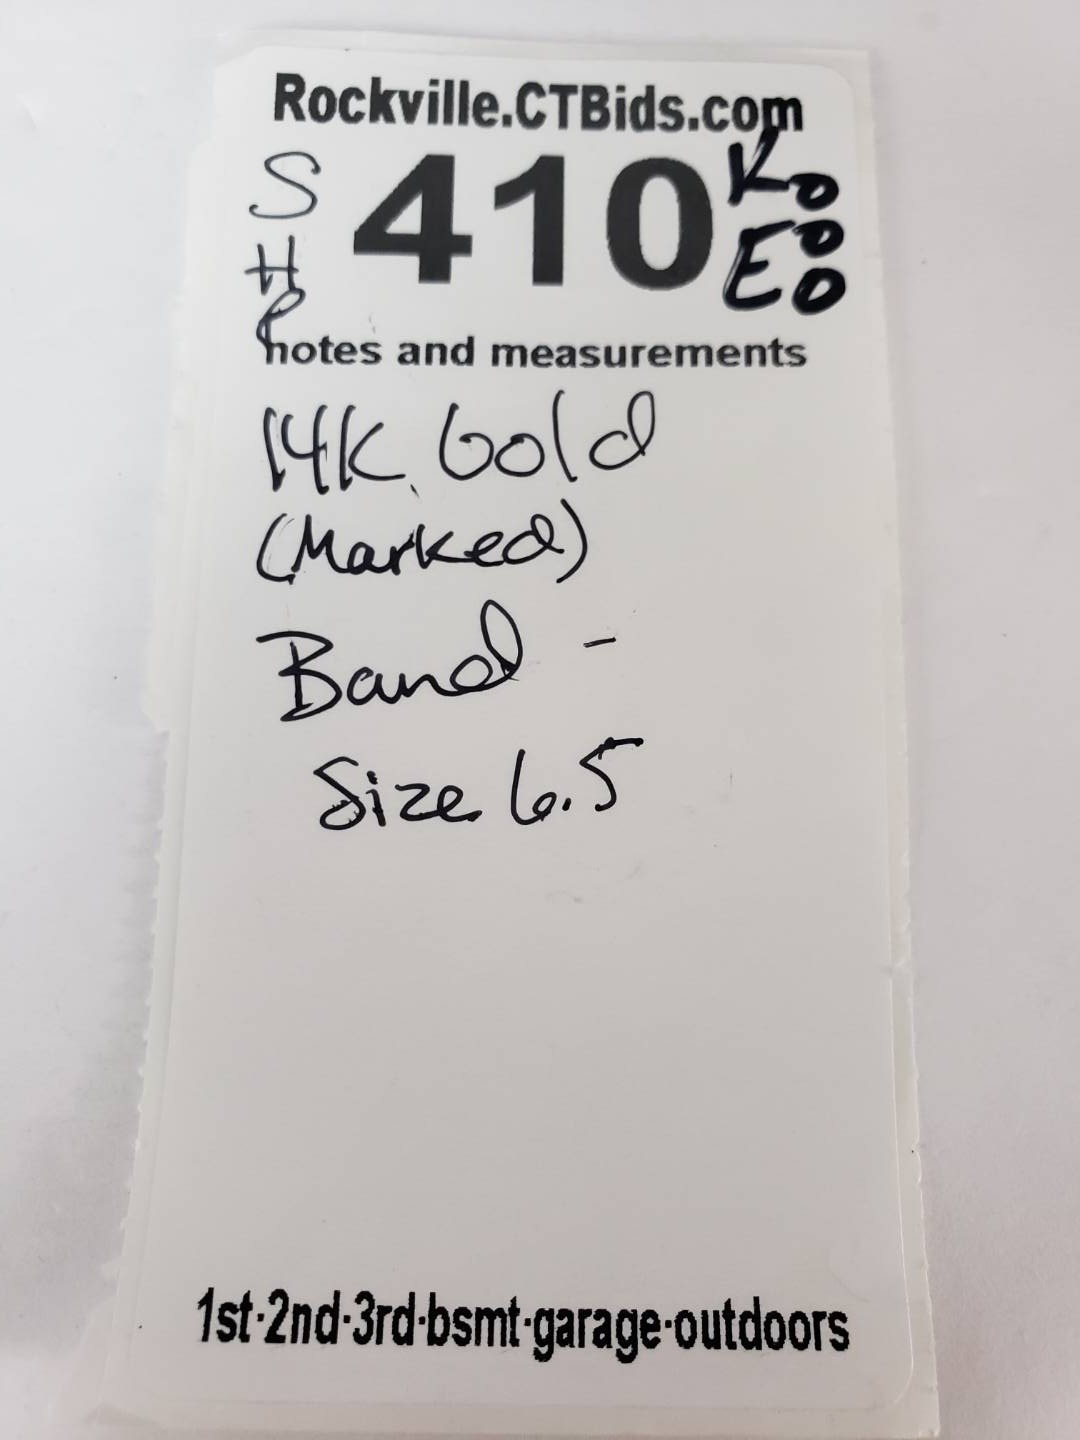 Rockville.CTBids.com
S
H
410
K
E
notes and measurements
14K Gold
(Marked)
Band -
Size 6.5
1st·2nd·3rd·bsmt·garage·outdoors